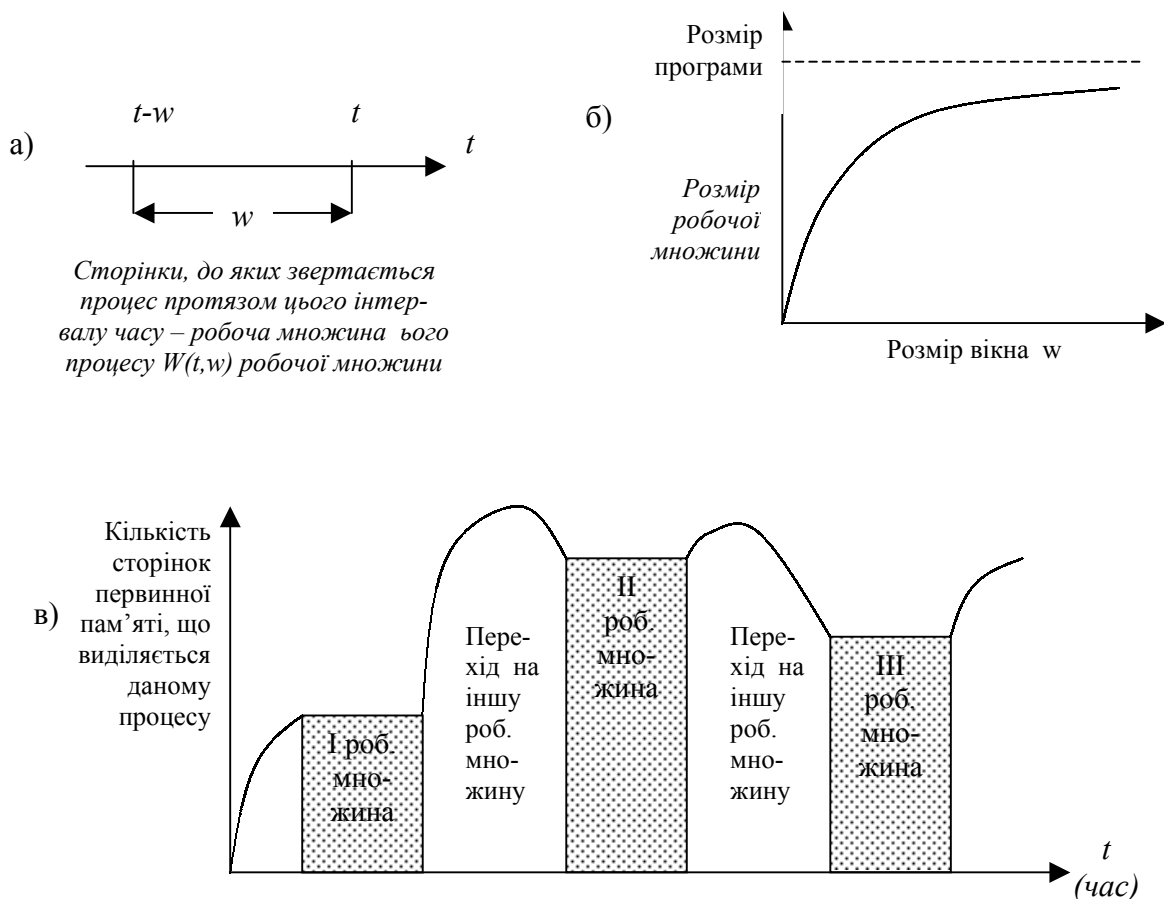 а)
t-w
t
t
w
Сторінки, до яких звертається
процес протязом цього інтер-
валу часу – робоча множина  ього
процесу W(t,w) робочої множини
б)
Розмір
програми
Розмір
робочої
множини
Розмір вікна  w
в)
Кількість
сторінок
первинної
пам’яті, що
виділяється
даному
процесу
І роб.
мно-
жина
Пере-
хід  на
іншу
роб.
мно-
жину
ІІ
роб.
мно-
жина
Пере-
хід  на
іншу
роб.
мно-
жину
ІІІ
роб.
мно-
жина
t
(час)